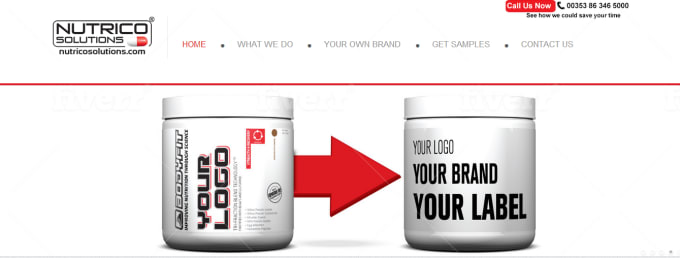 Call Us Now 00353 86 346 5000
See how we could save your time
NUTRICO
SOLUTIONS
nutricosolutions.com
HOME WHAT WE DO YOUR OWN BRAND GET SAMPLES CONTACT US
BODYFIT
IMPROVING NUTRITION THROUGH SCIENCE
YOUR
LOGO
YOUR LOGO
YOUR BRAND
YOUR LABEL
fiverr